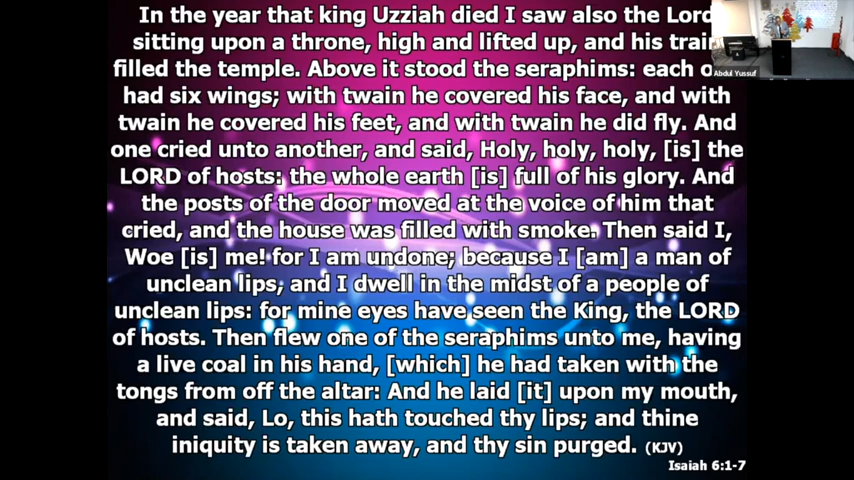 In the year that king Uzziah died I saw also the Lord
sitting upon a throne, high and lifted up, and his train
filled the temple. Above it stood the seraphims: each o
had six wings; with twain he covered his face, and with
twain he covered his feet, and with twain he did fly. And
one cried unto another, and said, Holy, holy, holy, [is] the
LORD of hosts: the whole earth [is] full of his glory. And
the posts of the door moved at the voice of him that
cried, and the house was filled with smoke. Then said I,
Woe [is] me! for I am undone; because I [am] a man of
unclean lips, and I dwell in the midst of a people of
unclean lips: for mine eyes have seen the King, the LORD
of hosts. Then flew one of the seraphims unto me, having
a live coal in his hand, [which] he had taken with the
tongs from off the altar: And he laid [it] upon my mouth,
and said, Lo, this hath touched thy lips; and thine
iniquity is taken away, and thy sin purged. (KJV)
Isaiah 6:1-7
Abdul Yussuf